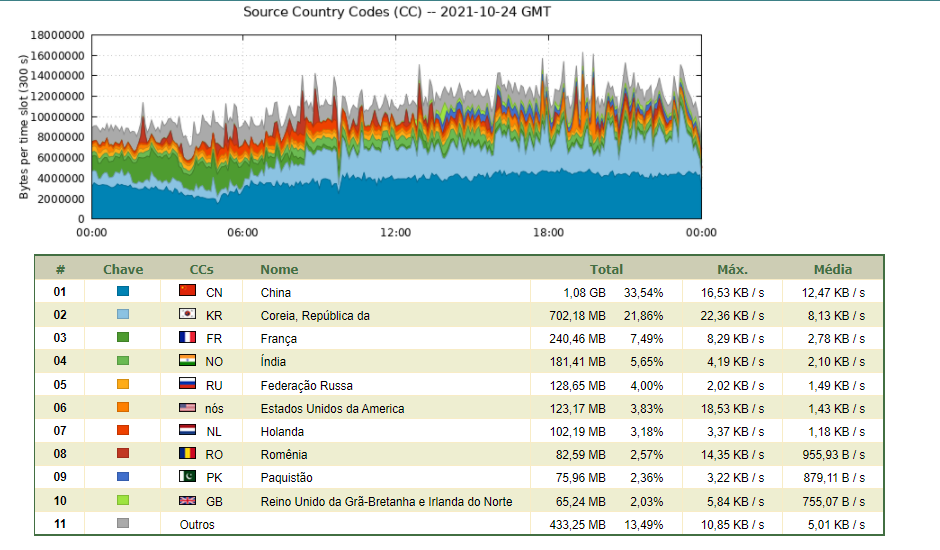 Source Country Codes (CC) -- 2021-10-24 GMT
Bytes per time slot (300 s)
18000000
16000000
14000000
12000000
10000000
8000000
6000000
4000000
2000000
0
00:00 06:00 12:00 18:00 00:00
# Chave CCs Nome Total Máx. Média
01 CN China 1,08 GB 33,54% 16,53 KB / s 12,47 KB / s
02 KR Coreia, República da 702,18 MB 21,86% 22,36 KB / s 8,13 KB / s
03 FR França 240,46 MB 7,49% 8,29 KB / s 2,78 KB / s
04 NO Índia 181,41 MB 5,65% 4,19 KB / s 2,10 KB / s
05 RU Federação Russa 128,65 MB 4,00% 2,02 KB / s 1,49 KB / s
06 nós Estados Unidos da America 123,17 MB 3,83% 18,53 KB / s 1,43 KB / s
07 NL Holanda 102,19 MB 3,18% 3,37 KB / s 1,18 KB / s
08 RO Romênia 82,59 MB 2,57% 14,35 KB / s 955,93 B / s
09 PK Paquistão 75,96 MB 2,36% 3,22 KB / s 879,11 B / s
10 GB Reino Unido da Grã-Bretanha e Irlanda do Norte 65,24 MB 2,03% 5,84 KB / s 755,07 B / s
11 Outros 433,25 MB 13,49% 10,85 KB / s 5,01 KB / s